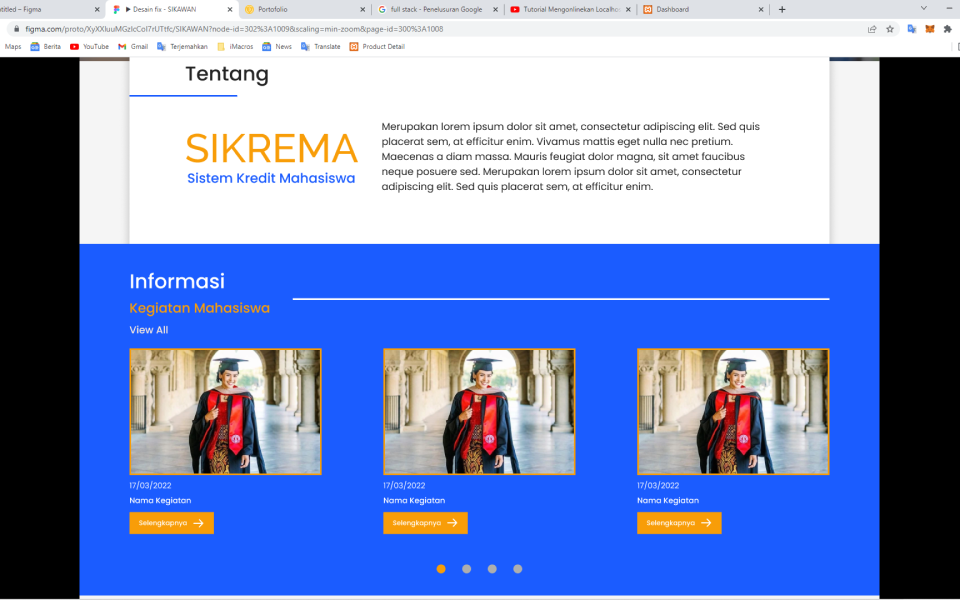 ntitled – Figma
Desain fix - SIKAWAN
Portofolio
full stack - Penelusuran Google
Tutorial Mengonlinekan Localho
Dashboard
figma.com/proto/XyXXluuMGzlcCol7rUTtfc/SIKAWAN?node-id=302%3A1009&scaling=min-zoom&page-id=300%3A1008
Maps
Berita
YouTube
Gmail
Terjemahkan
iMacros
News
Translate
Product Detail
Tentang
SIKREMA
Sistem Kredit Mahasiswa
Merupakan lorem ipsum dolor sit amet, consectetur adipiscing elit. Sed quis
placerat sem, at efficitur enim. Vivamus mattis eget nulla nec pretium.
Maecenas a diam massa. Mauris feugiat dolor magna, sit amet faucibus
neque posuere sed. Merupakan lorem ipsum dolor sit amet, consectetur
adipiscing elit. Sed quis placerat sem, at efficitur enim.
Informasi
Kegiatan Mahasiswa
View All
17/03/2022
Nama Kegiatan
Selengkapnya
17/03/2022
Nama Kegiatan
Selengkapnya
17/03/2022
Nama Kegiatan
Selengkapnya